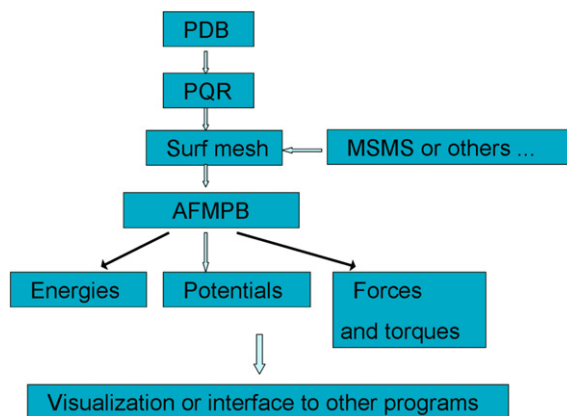 PDB
PQR
Surf mesh
MSMS or others ...
AFMPB
Energies
Potentials
Forces
and torques
Visualization or interface to other programs